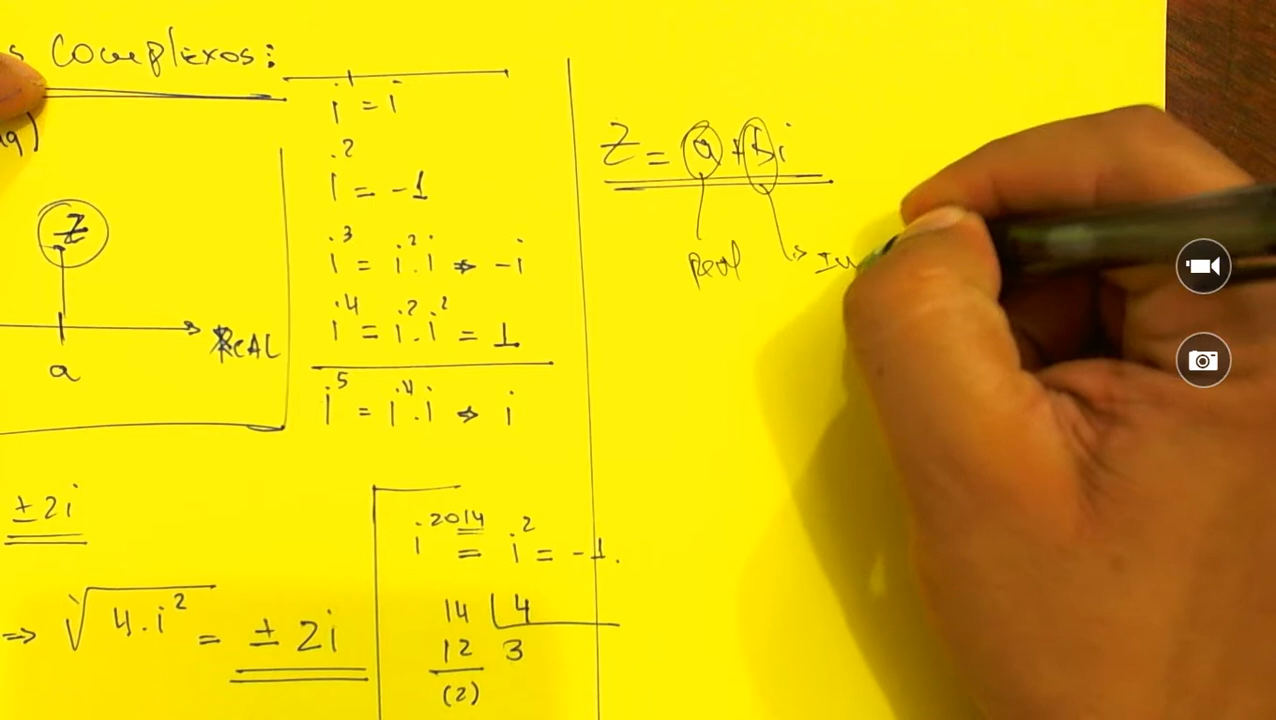 s Complexos:
i = i
i² = -1
i³ = i².i ⇒ -i
i⁴ = i².i² = 1
i⁵ = i⁴.i ⇒ i
Z
REAL
a
± 2i
⇒ √4.i² = ± 2i
i²⁰¹⁴ = i² = -1.
14 | 4
12 3
(2)
Z = a + bi
Real